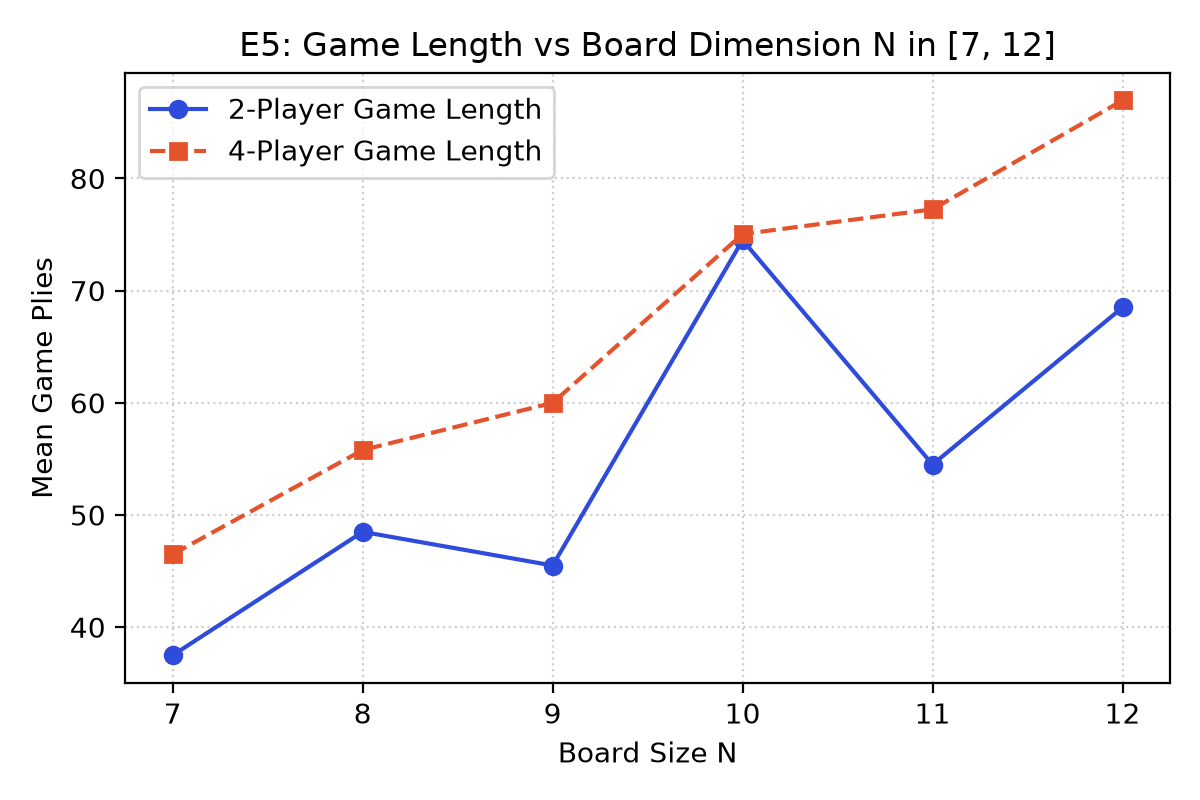 E5: Game Length vs Board Dimension N in [7, 12]
2-Player Game Length
4-Player Game Length
Mean Game Plies
80
70
60
50
40
7 8 9 10 11 12
Board Size N